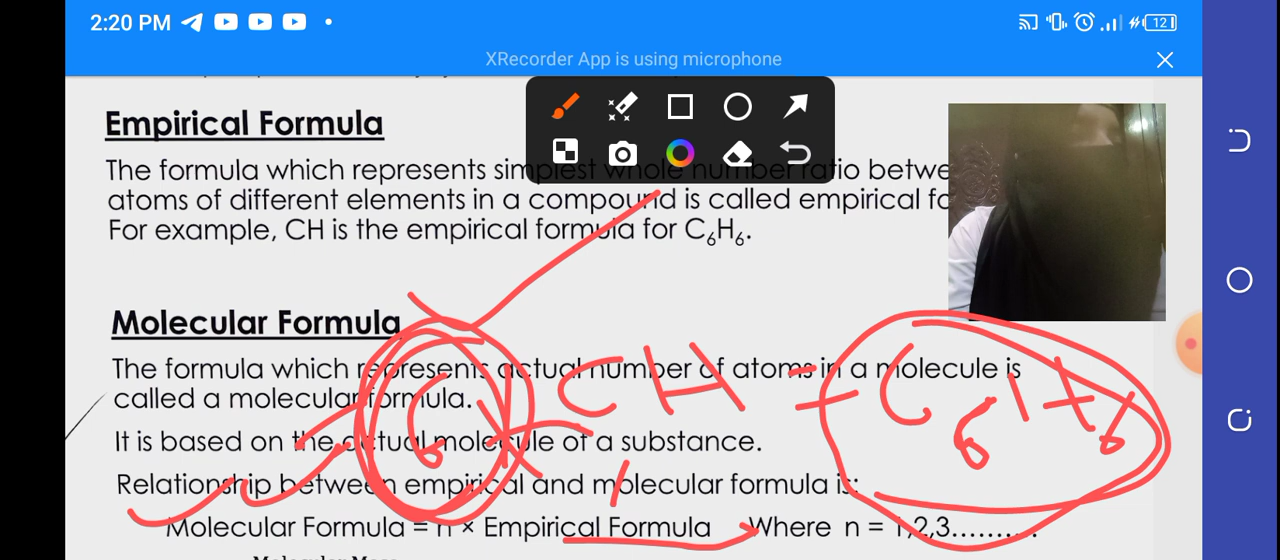 2:20 PM
12
XRecorder App is using microphone
Empirical Formula
The formula which represents simplest whole number ratio betwe
atoms of different elements in a compound is called empirical fo
For example, CH is the empirical formula for C₆H₆.
Molecular Formula
The formula which represents actual number of atoms in a molecule is
called a molecular formula.
6 × CH = C₆H₆
It is based on the actual molecule of a substance.
Relationship between empirical and molecular formula is:
Molecular Formula = n × Empirical Formula Where n = 1,2,3..........